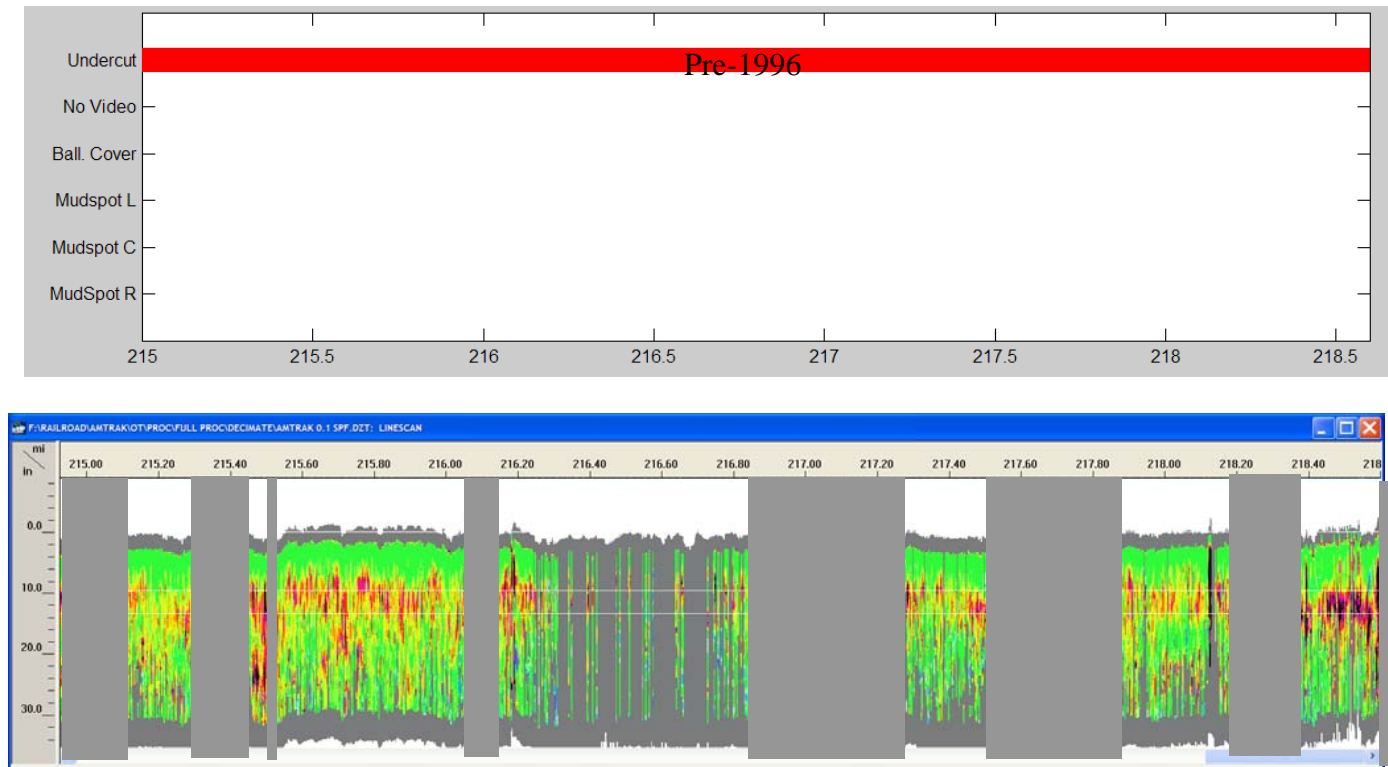 Undercut
Pre-1996
No Video
Ball. Cover
Mudspot L
Mudspot C
MudSpot R
215 215.5 216 216.5 217 217.5 218 218.5
F:\RAILROAD\AMTRAK\OT\PROC\FULL PROC\DECIMATE\AMTRAK 0.1 SPF.DZT: LINESCAN
mi
in
215.00 215.20 215.40 215.60 215.80 216.00 216.20 216.40 216.60 216.80 217.00 217.20 217.40 217.60 217.80 218.00 218.20 218.40 218
0.0
10.0
20.0
30.0